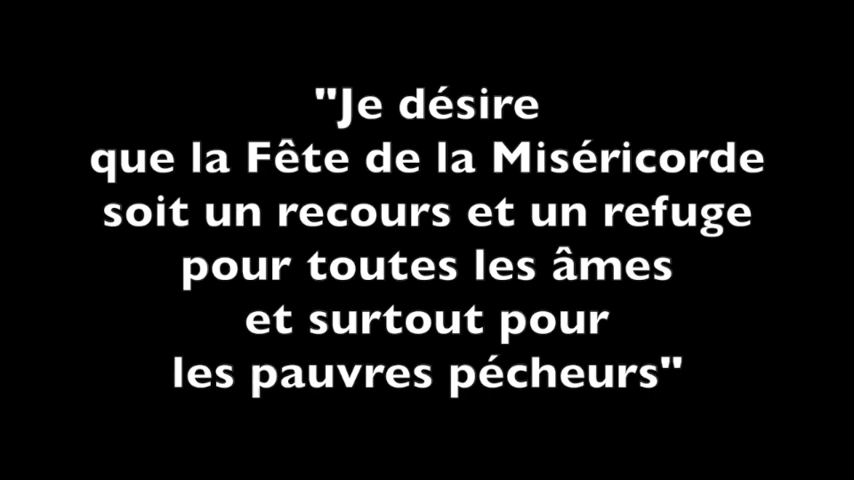 "Je désire
que la Fête de la Miséricorde
soit un recours et un refuge
pour toutes les âmes
et surtout pour
les pauvres pécheurs"